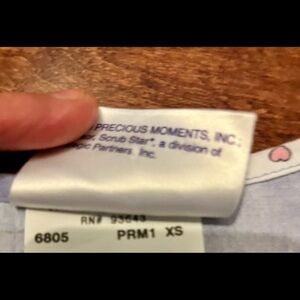 PRECIOUS MOMENTS, INC.;
Scrub Star®, a division of
Partners, Inc.
RN# 93643
6805 PRM1 XS